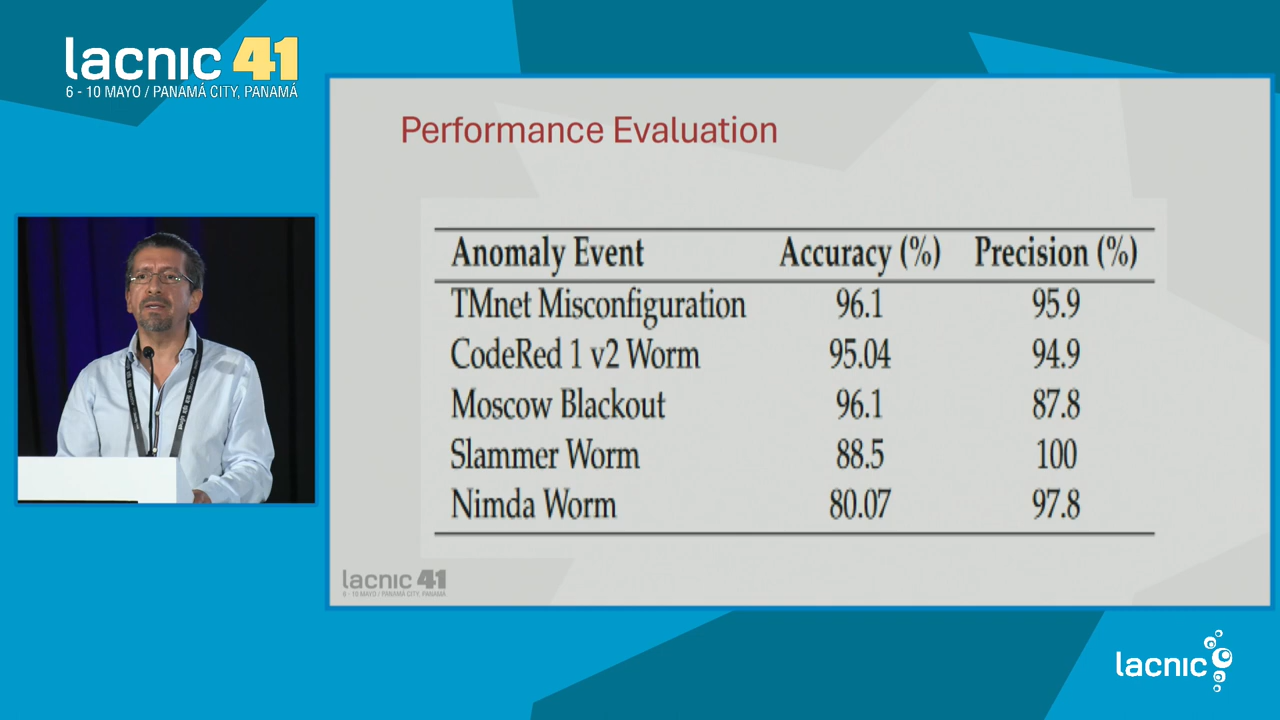 lacnic 41
6 - 10 MAYO / PANAMÁ CITY, PANAMÁ
Performance Evaluation
Anomaly Event Accuracy (%) Precision (%)
TMnet Misconfiguration 96.1 95.9
CodeRed 1 v2 Worm 95.04 94.9
Moscow Blackout 96.1 87.8
Slammer Worm 88.5 100
Nimda Worm 80.07 97.8
lacnic 41
6 - 10 MAYO / PANAMÁ CITY, PANAMÁ
lacnic